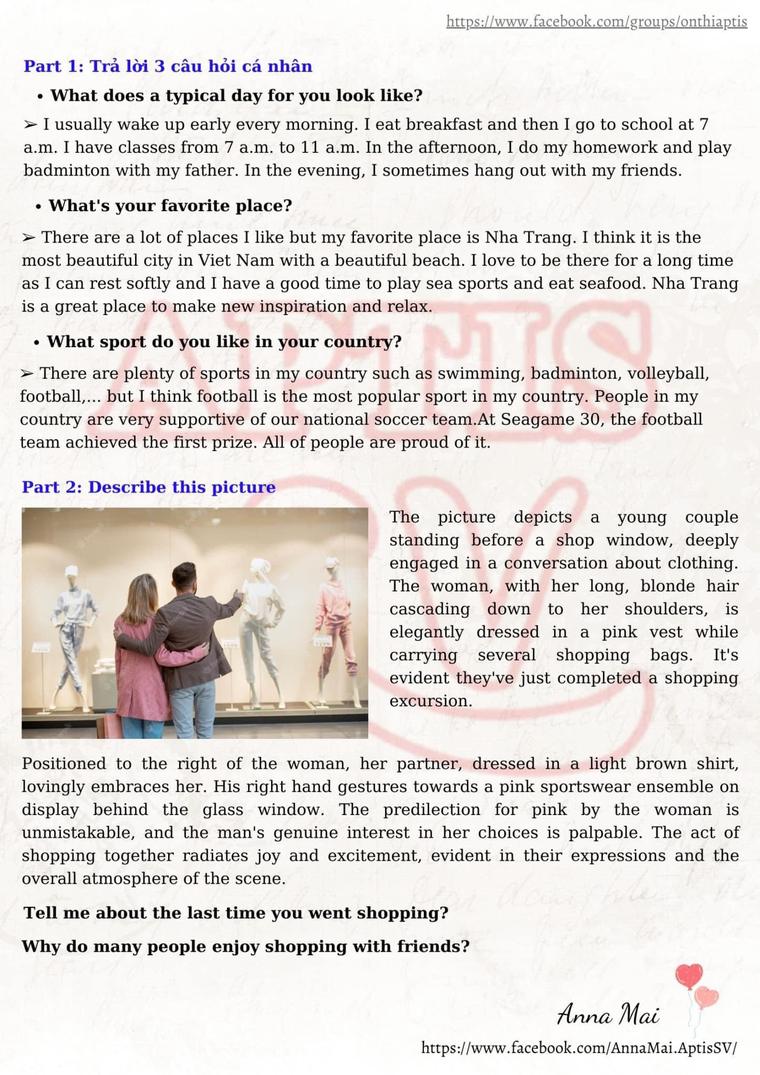 https://www.facebook.com/groups/onthiaptis
Part 1: Trả lời 3 câu hỏi cá nhân
• What does a typical day for you look like?
➢ I usually wake up early every morning. I eat breakfast and then I go to school at 7
a.m. I have classes from 7 a.m. to 11 a.m. In the afternoon, I do my homework and play
badminton with my father. In the evening, I sometimes hang out with my friends.
• What's your favorite place?
➢ There are a lot of places I like but my favorite place is Nha Trang. I think it is the
most beautiful city in Viet Nam with a beautiful beach. I love to be there for a long time
as I can rest softly and I have a good time to play sea sports and eat seafood. Nha Trang
is a great place to make new inspiration and relax.
• What sport do you like in your country?
➢ There are plenty of sports in my country such as swimming, badminton, volleyball,
football,... but I think football is the most popular sport in my country. People in my
country are very supportive of our national soccer team.At Seagame 30, the football
team achieved the first prize. All of people are proud of it.
APTIS
SV
Part 2: Describe this picture
The picture depicts a young couple
standing before a shop window, deeply
engaged in a conversation about clothing.
The woman, with her long, blonde hair
cascading down to her shoulders, is
elegantly dressed in a pink vest while
carrying several shopping bags. It's
evident they've just completed a shopping
excursion.
Positioned to the right of the woman, her partner, dressed in a light brown shirt,
lovingly embraces her. His right hand gestures towards a pink sportswear ensemble on
display behind the glass window. The predilection for pink by the woman is
unmistakable, and the man's genuine interest in her choices is palpable. The act of
shopping together radiates joy and excitement, evident in their expressions and the
overall atmosphere of the scene.
Tell me about the last time you went shopping?
Why do many people enjoy shopping with friends?
Anna Mai
https://www.facebook.com/AnnaMai.AptisSV/